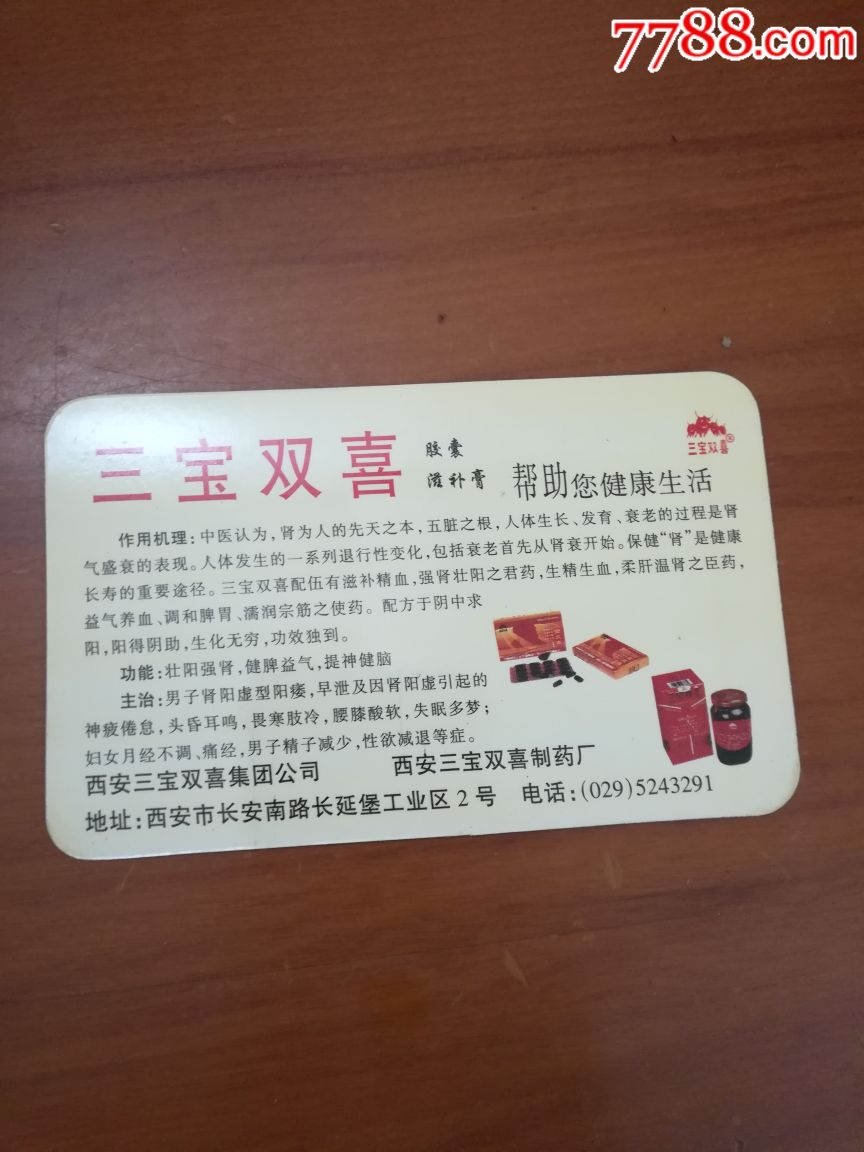 7788.com
三宝双喜®
三宝双喜 胶囊 滋补膏 帮助您健康生活
作用机理：中医认为，肾为人的先天之本，五脏之根，人体生长、发育、衰老的过程是肾
气盛衰的表现。人体发生的一系列退行性变化，包括衰老首先从肾衰开始。保健“肾”是健康
长寿的重要途径。三宝双喜配伍有滋补精血，强肾壮阳之君药，生精生血，柔肝温肾之臣药，
益气养血、调和脾胃、濡润宗筋之使药。配方于阴中求
阳，阳得阴助，生化无穷，功效独到。
功能：壮阳强肾，健脾益气，提神健脑
主治：男子肾阳虚型阳痿，早泄及因肾阳虚引起的
神疲倦怠，头昏耳鸣，畏寒肢冷，腰膝酸软，失眠多梦；
妇女月经不调、痛经，男子精子减少，性欲减退等症。
西安三宝双喜集团公司 西安三宝双喜制药厂
地址：西安市长安南路长延堡工业区2号 电话：(029)5243291